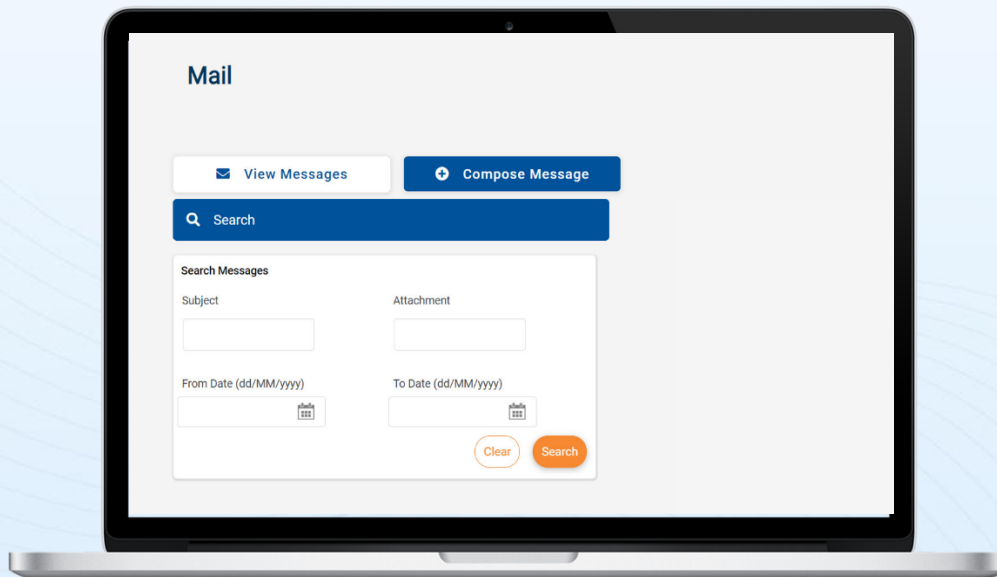 Mail
View Messages
Compose Message
Search
Search Messages
Subject
Attachment
From Date (dd/MM/yyyy)
To Date (dd/MM/yyyy)
Clear
Search